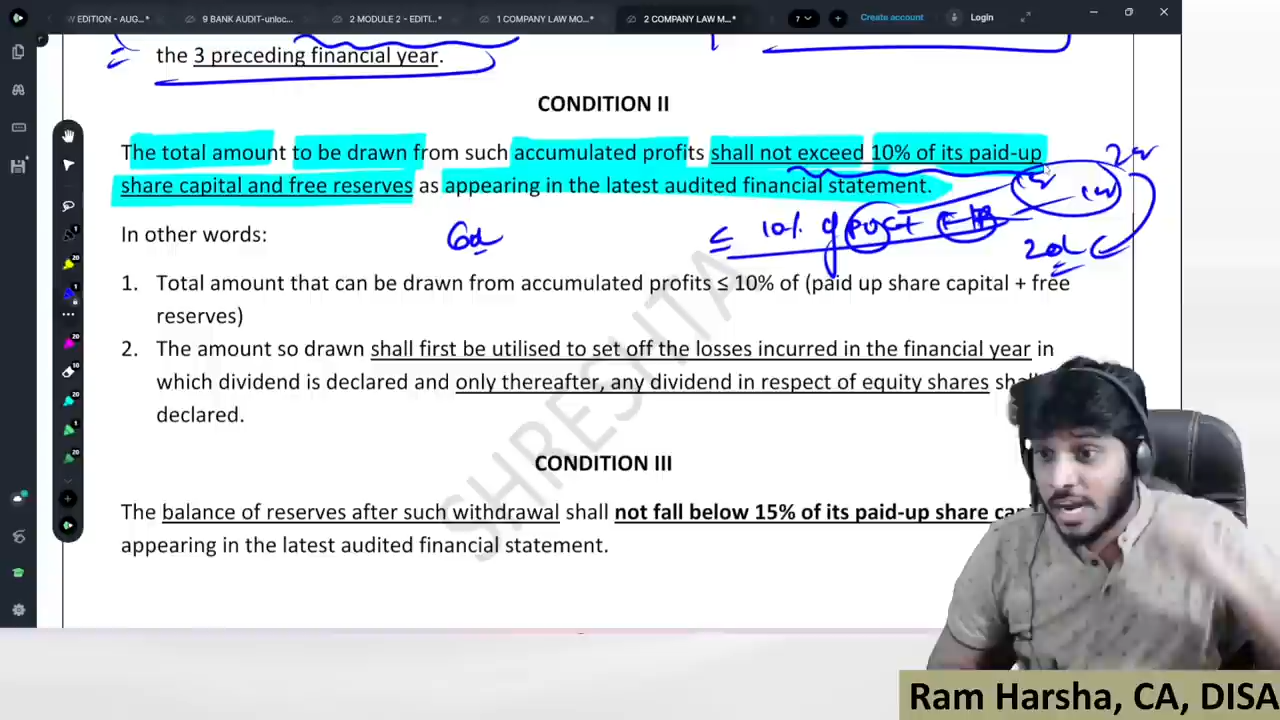 W EDITION - AUG...*
9 BANK AUDIT-unloc...
2 MODULE 2 - EDITI...*
1 COMPANY LAW MO...*
2 COMPANY LAW M...*
7
Create account
Login
the 3 preceding financial year.
CONDITION II
The total amount to be drawn from such accumulated profits shall not exceed 10% of its paid-up
share capital and free reserves as appearing in the latest audited financial statement.
In other words:
≤ 10% of
1. Total amount that can be drawn from accumulated profits ≤ 10% of (paid up share capital + free
reserves)
2. The amount so drawn shall first be utilised to set off the losses incurred in the financial year in
which dividend is declared and only thereafter, any dividend in respect of equity shares
declared.
CONDITION III
The balance of reserves after such withdrawal shall not fall below 15% of its paid-up share
appearing in the latest audited financial statement.
SHRESHTA
Ram Harsha, CA, DISA